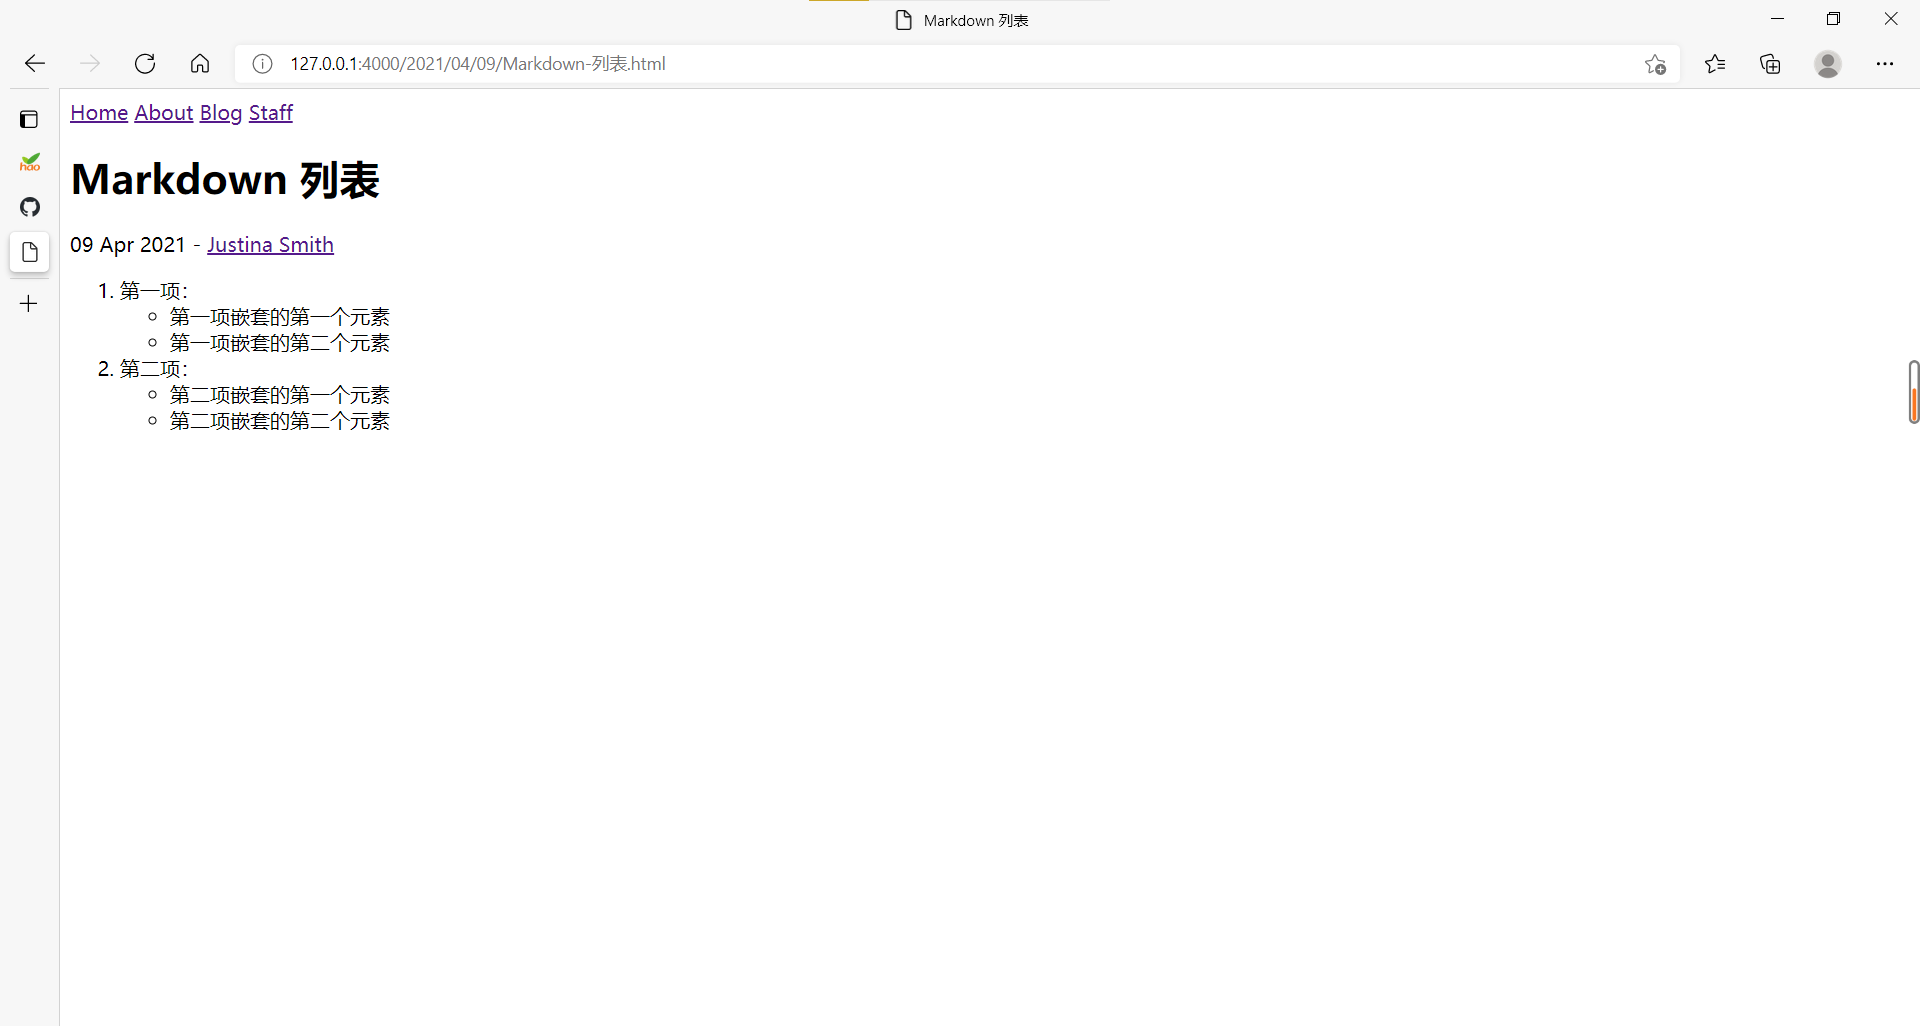 Markdown 列表
127.0.0.1:4000/2021/04/09/Markdown-列表.html
hao
Home About Blog Staff
Markdown 列表
09 Apr 2021 - Justina Smith
1. 第一项：
第一项嵌套的第一个元素
第一项嵌套的第二个元素
2. 第二项：
第二项嵌套的第一个元素
第二项嵌套的第二个元素